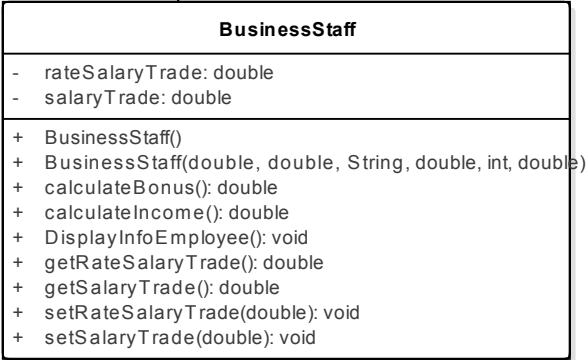 BusinessStaff
- rateSalaryTrade: double
- salaryTrade: double
+ BusinessStaff()
+ BusinessStaff(double, double, String, double, int, double)
+ calculateBonus(): double
+ calculateIncome(): double
+ DisplayInfoEmployee(): void
+ getRateSalaryTrade(): double
+ getSalaryTrade(): double
+ setRateSalaryTrade(double): void
+ setSalaryTrade(double): void